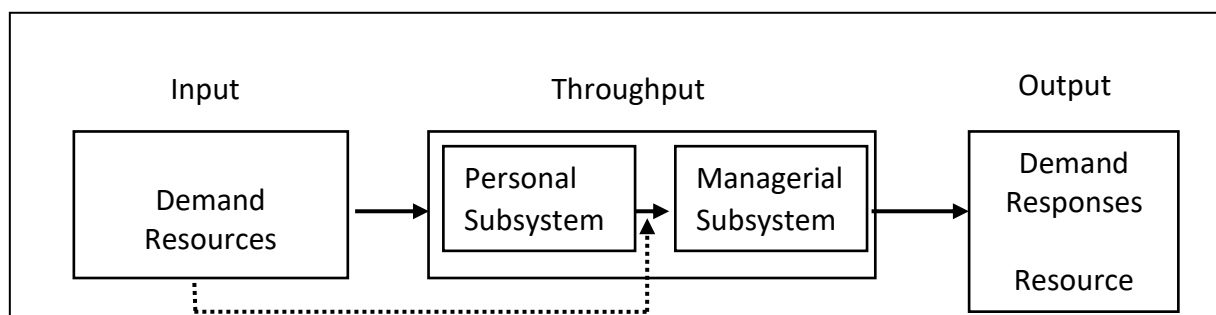 Input
Throughput
Output
Demand
Resources
Personal
Subsystem
Managerial
Subsystem
Demand
Responses
Resource